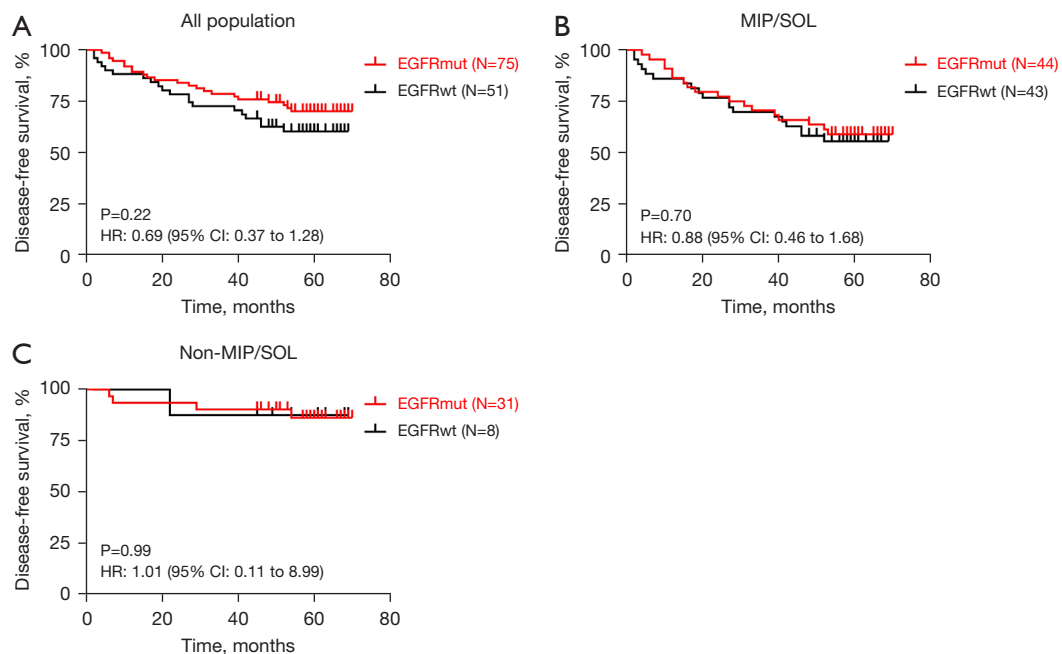 A
All population
Disease-free survival, %
100
75
50
25
0
EGFRmut (N=75)
EGFRwt (N=51)
P=0.22
HR: 0.69 (95% CI: 0.37 to 1.28)
0 20 40 60 80
Time, months
B
MIP/SOL
Disease-free survival, %
100
75
50
25
0
EGFRmut (N=44)
EGFRwt (N=43)
P=0.70
HR: 0.88 (95% CI: 0.46 to 1.68)
0 20 40 60 80
Time, months
C
Non-MIP/SOL
Disease-free survival, %
100
75
50
25
0
EGFRmut (N=31)
EGFRwt (N=8)
P=0.99
HR: 1.01 (95% CI: 0.11 to 8.99)
0 20 40 60 80
Time, months